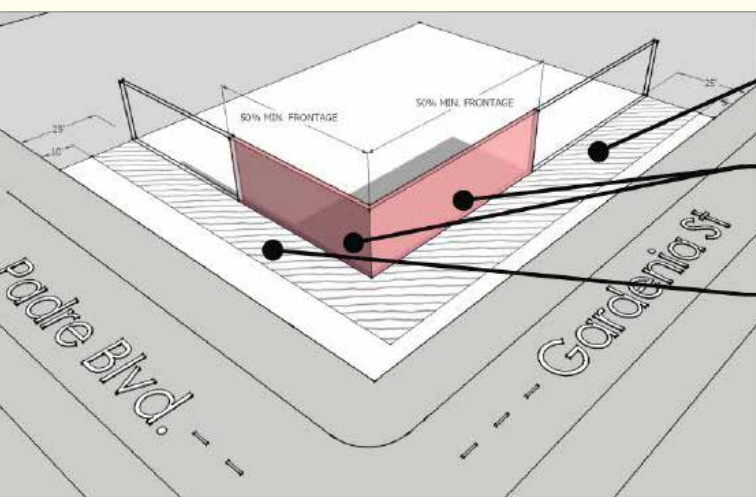 50% MIN. FRONTAGE
50% MIN. FRONTAGE
25'
10'
25'
Padre Blvd.
Gardenia St